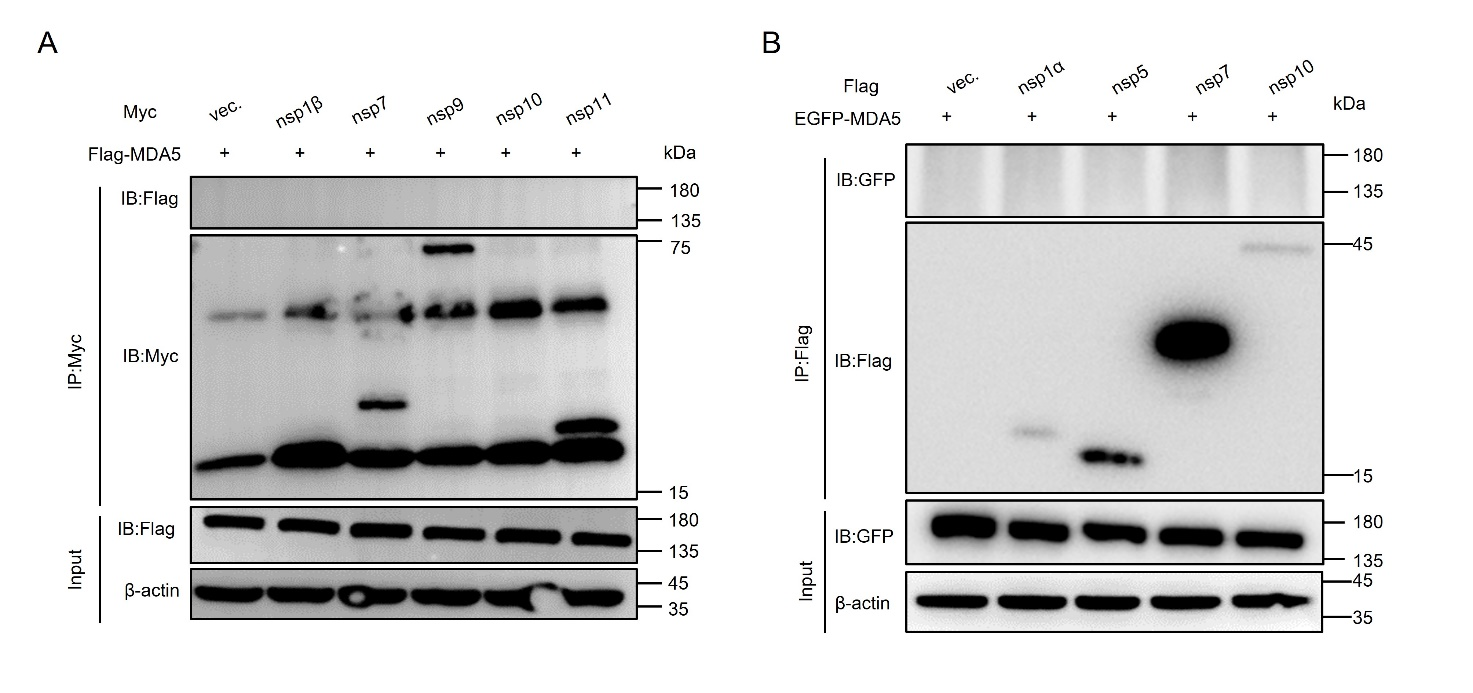 A
Myc vec. nsp1β nsp7 nsp9 nsp10 nsp11
Flag-MDA5 + + + + + + kDa
IP:Myc
IB:Flag 180
135
75
IB:Myc
15
Input
IB:Flag 180
135
β-actin 45
35
B
Flag vec. nsp1α nsp5 nsp7 nsp10
kDa
EGFP-MDA5 + + + + +
IP:Flag
IB:GFP 180
135
45
IB:Flag
15
Input
IB:GFP 180
135
45
β-actin
35